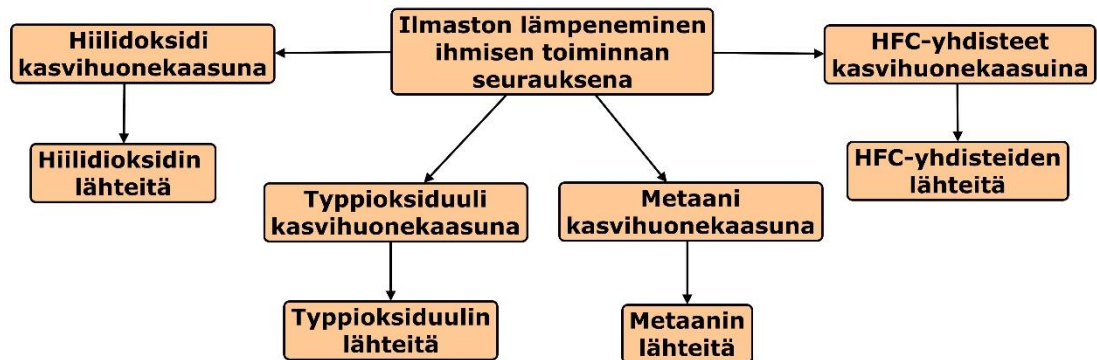 Ilmaston lämpeneminen
ihmisen toiminnan
seurauksena
Hiilidoksidi
kasvihuonekaasuna
HFC-yhdisteet
kasvihuonekaasuina
Hiilidioksidin
lähteitä
HFC-yhdisteiden
lähteitä
Typpioksiduuli
kasvihuonekaasuna
Metaani
kasvihuonekaasuna
Typpioksiduulin
lähteitä
Metaanin
lähteitä